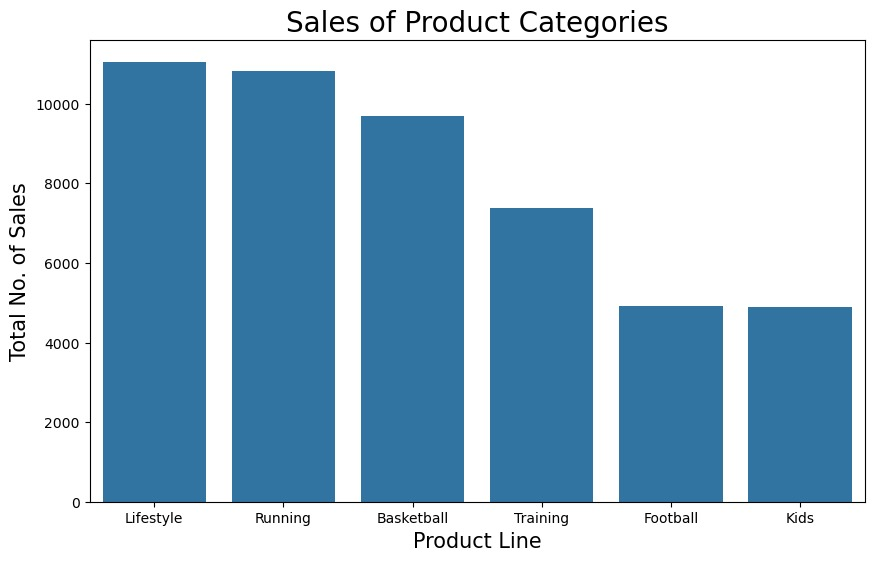 Sales of Product Categories
Total No. of Sales
10000
8000
6000
4000
2000
0
Lifestyle Running Basketball Training Football Kids
Product Line